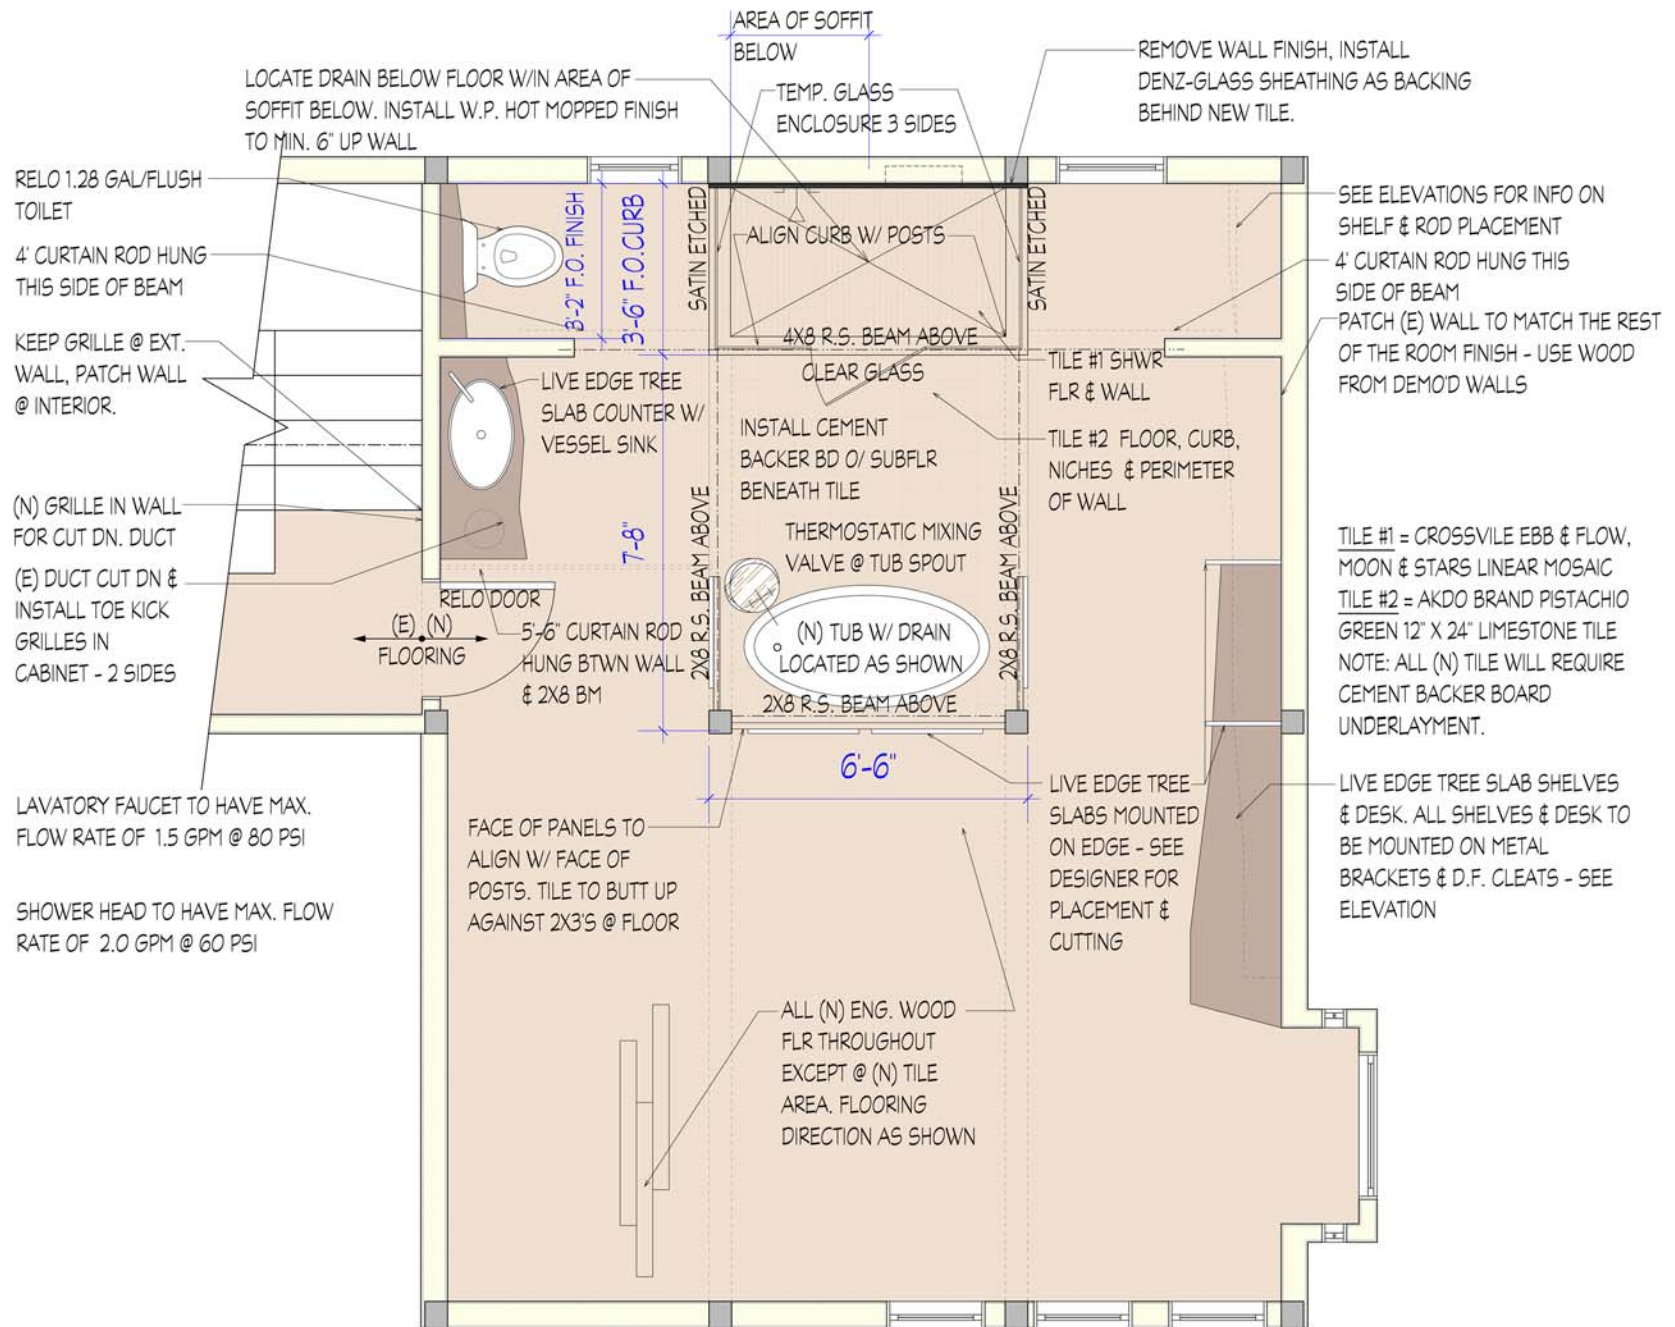 AREA OF SOFFIT
BELOW
LOCATE DRAIN BELOW FLOOR W/IN AREA OF
SOFFIT BELOW. INSTALL W.P. HOT MOPPED FINISH
TO MIN. 6" UP WALL
TEMP. GLASS
ENCLOSURE 3 SIDES
REMOVE WALL FINISH, INSTALL
DENZ-GLASS SHEATHING AS BACKING
BEHIND NEW TILE.
RELO 1.28 GAL/FLUSH
TOILET
4' CURTAIN ROD HUNG
THIS SIDE OF BEAM
KEEP GRILLE @ EXT.
WALL, PATCH WALL
@ INTERIOR.
(N) GRILLE IN WALL
FOR CUT DN. DUCT
(E) DUCT CUT DN &
INSTALL TOE KICK
GRILLES IN
CABINET - 2 SIDES
LAVATORY FAUCET TO HAVE MAX.
FLOW RATE OF 1.5 GPM @ 80 PSI
SHOWER HEAD TO HAVE MAX. FLOW
RATE OF 2.0 GPM @ 60 PSI
3'-2" F.O. FINISH
3'-6" F.O.CURB
SATIN ETCHED
ALIGN CURB W/ POSTS
SATIN ETCHED
4X8 R.S. BEAM ABOVE
CLEAR GLASS
LIVE EDGE TREE
SLAB COUNTER W/
VESSEL SINK
INSTALL CEMENT
BACKER BD O/ SUBFLR
BENEATH TILE
TILE #1 SHWR
FLR & WALL
TILE #2 FLOOR, CURB,
NICHES & PERIMETER
OF WALL
7'-8"
2X8 R.S. BEAM ABOVE
THERMOSTATIC MIXING
VALVE @ TUB SPOUT
2X8 R.S. BEAM ABOVE
RELO DOOR
(E) (N)
FLOORING
5'-6" CURTAIN ROD
HUNG BTWN WALL
& 2X8 BM
(N) TUB W/ DRAIN
LOCATED AS SHOWN
2X8 R.S. BEAM ABOVE
6'-6"
FACE OF PANELS TO
ALIGN W/ FACE OF
POSTS. TILE TO BUTT UP
AGAINST 2X3'S @ FLOOR
LIVE EDGE TREE
SLABS MOUNTED
ON EDGE - SEE
DESIGNER FOR
PLACEMENT &
CUTTING
ALL (N) ENG. WOOD
FLR THROUGHOUT
EXCEPT @ (N) TILE
AREA. FLOORING
DIRECTION AS SHOWN
SEE ELEVATIONS FOR INFO ON
SHELF & ROD PLACEMENT
4' CURTAIN ROD HUNG THIS
SIDE OF BEAM
PATCH (E) WALL TO MATCH THE REST
OF THE ROOM FINISH - USE WOOD
FROM DEMO'D WALLS
TILE #1 = CROSSVILE EBB & FLOW,
MOON & STARS LINEAR MOSAIC
TILE #2 = AKDO BRAND PISTACHIO
GREEN 12" X 24" LIMESTONE TILE
NOTE: ALL (N) TILE WILL REQUIRE
CEMENT BACKER BOARD
UNDERLAYMENT.
LIVE EDGE TREE SLAB SHELVES
& DESK. ALL SHELVES & DESK TO
BE MOUNTED ON METAL
BRACKETS & D.F. CLEATS - SEE
ELEVATION